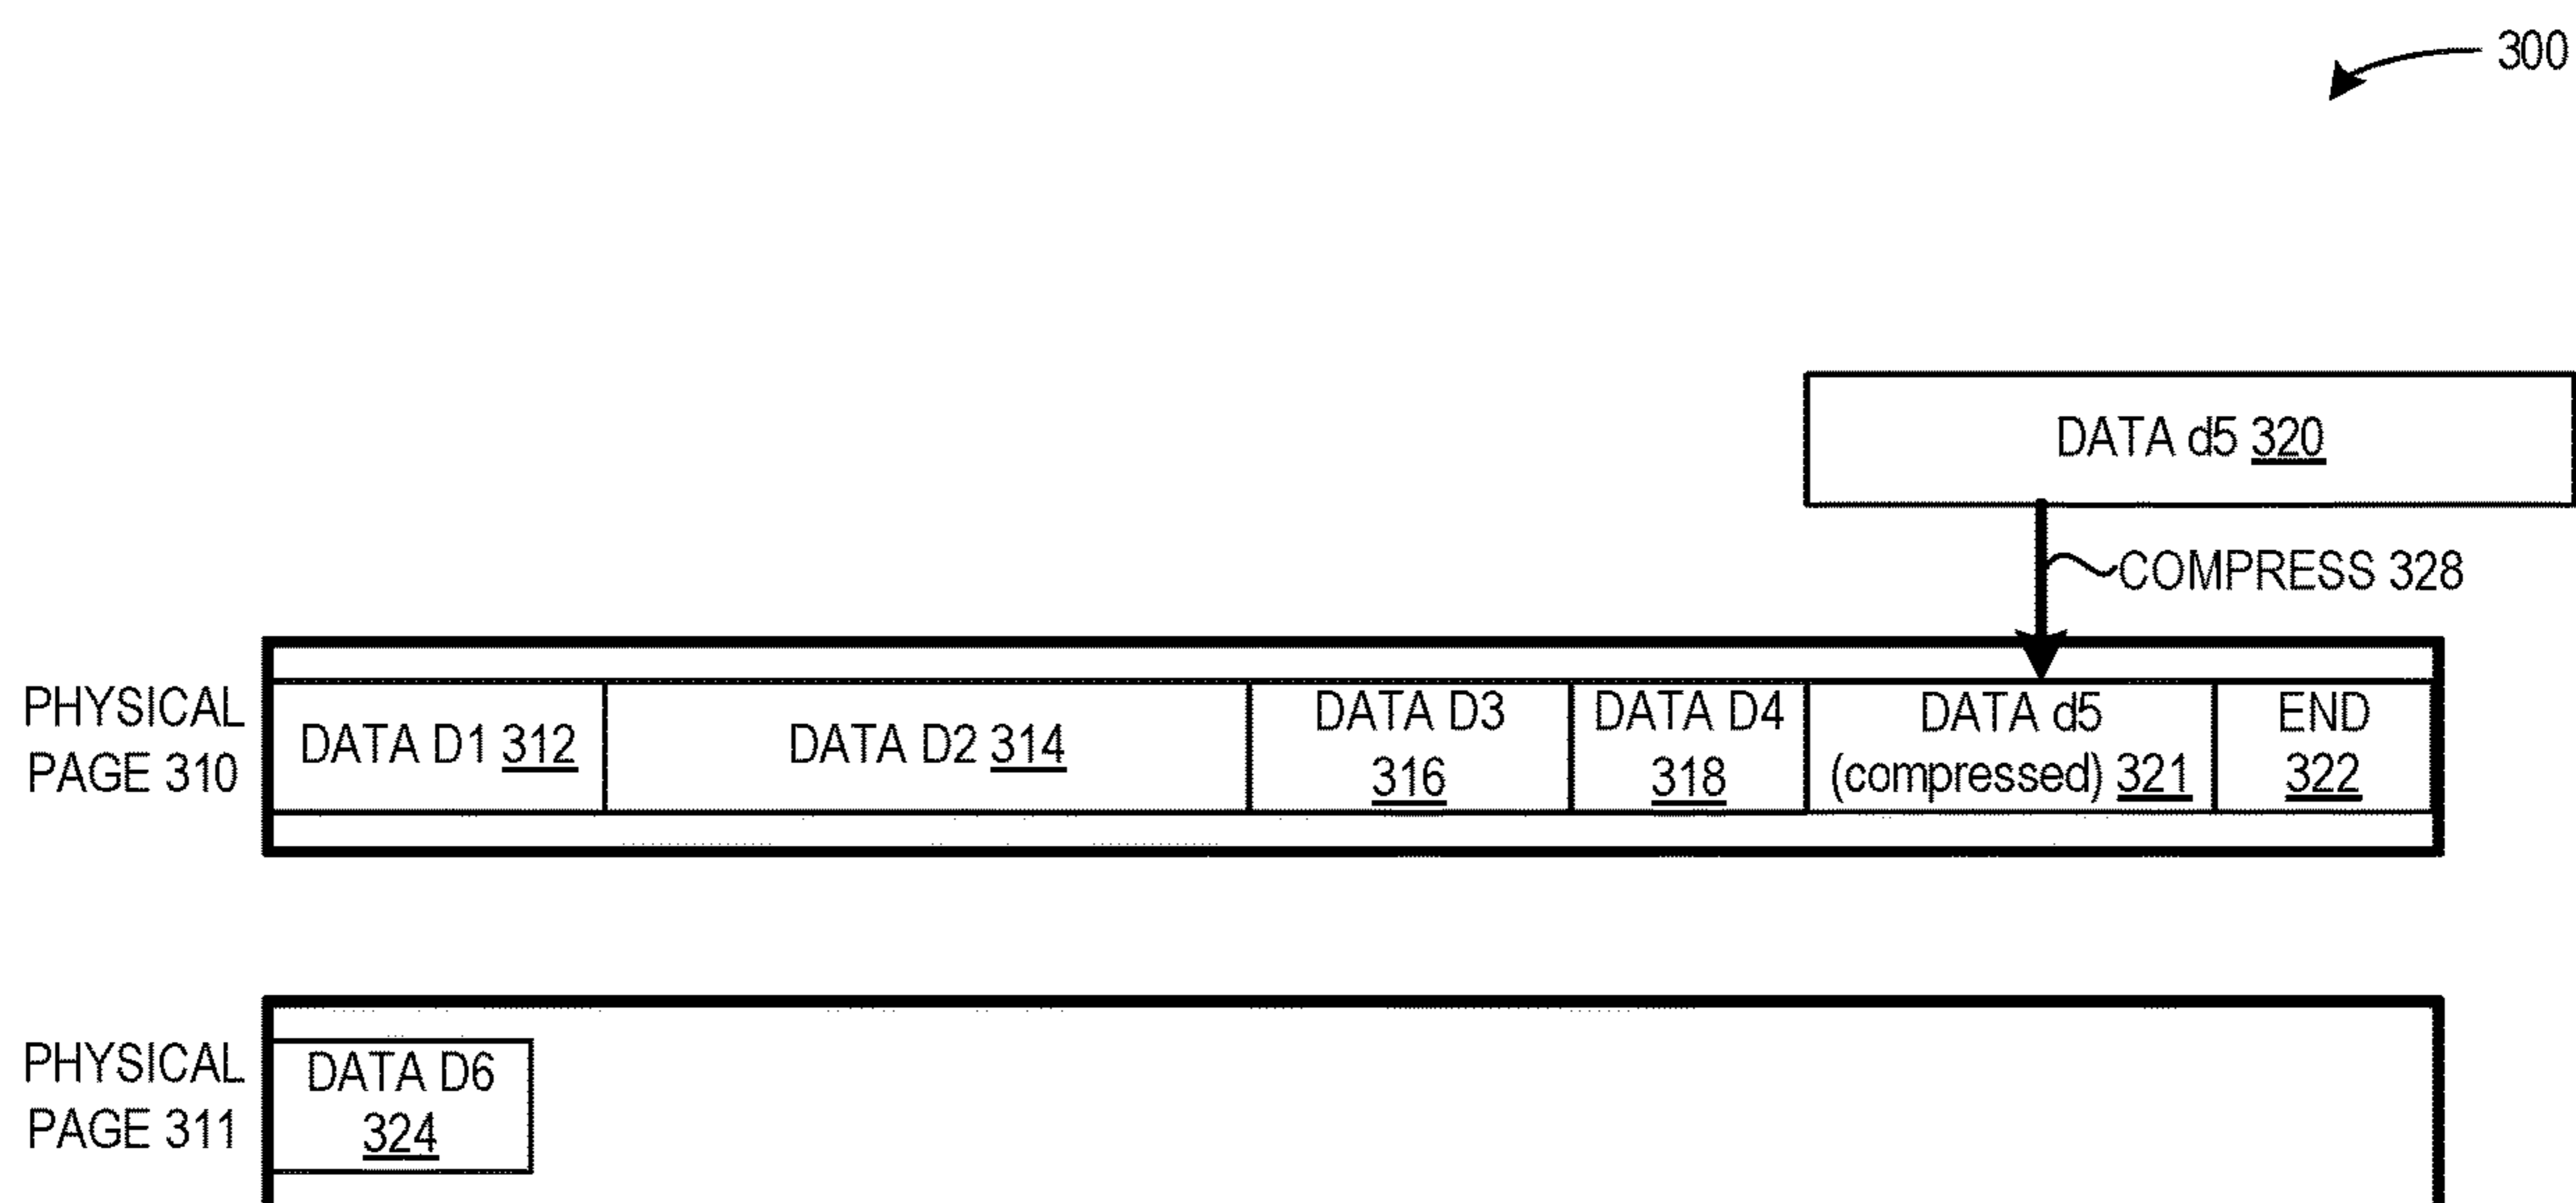 300
DATA d5 320
COMPRESS 328
PHYSICAL
PAGE 310
DATA D1 312
DATA D2 314
DATA D3
316
DATA D4
318
DATA d5
(compressed) 321
END
322
PHYSICAL
PAGE 311
DATA D6
324